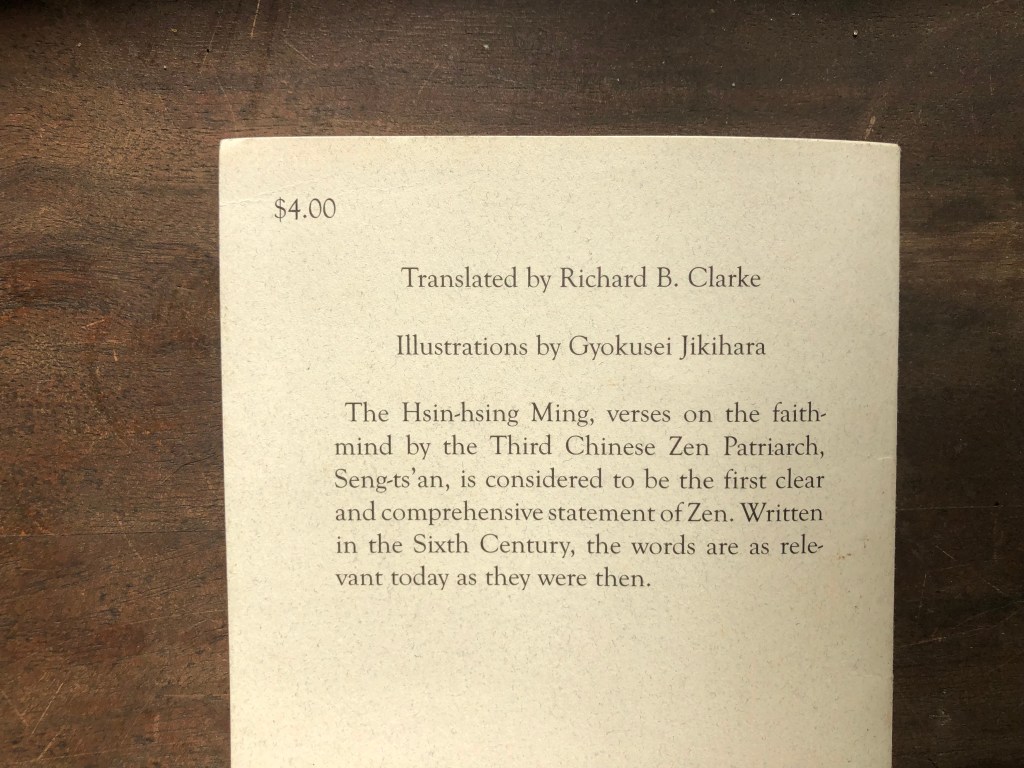 $4.00
Translated by Richard B. Clarke
Illustrations by Gyokusei Jikihara
The Hsin-hsing Ming, verses on the faith-
mind by the Third Chinese Zen Patriarch,
Seng-ts'an, is considered to be the first clear
and comprehensive statement of Zen. Written
in the Sixth Century, the words are as rele-
vant today as they were then.